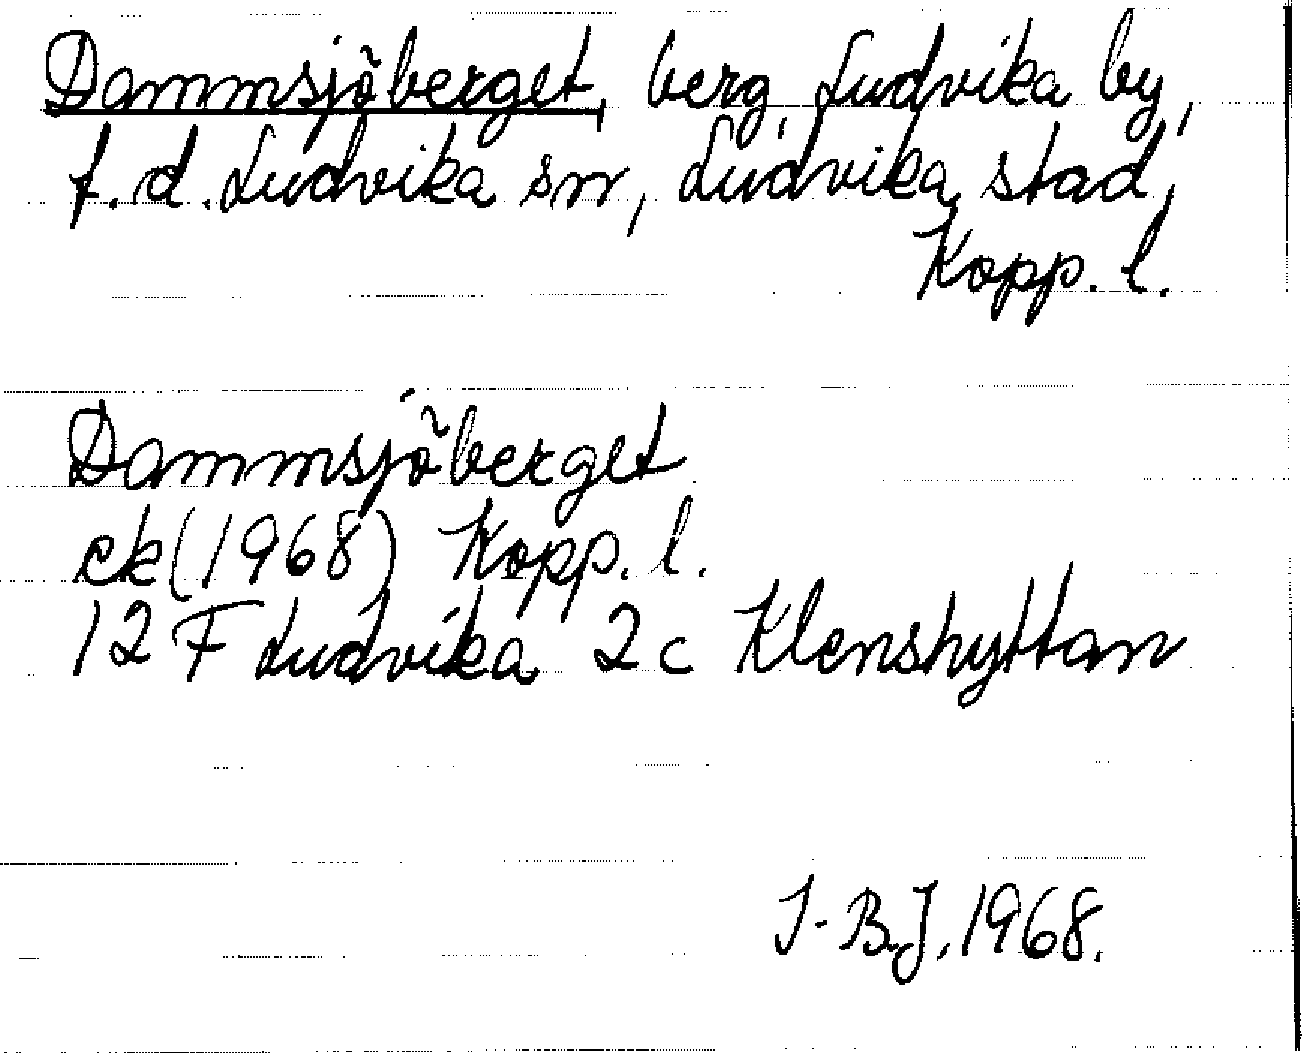 Dammsjöberget, berg, Ludvika by,
f.d. Ludvika sn, Ludvika stad,
Kopp. l.
Dammsjöberget
ek (1968) Kopp. l.
12 F Ludvika 2c Klenshyttan
I-B.J. 1968.